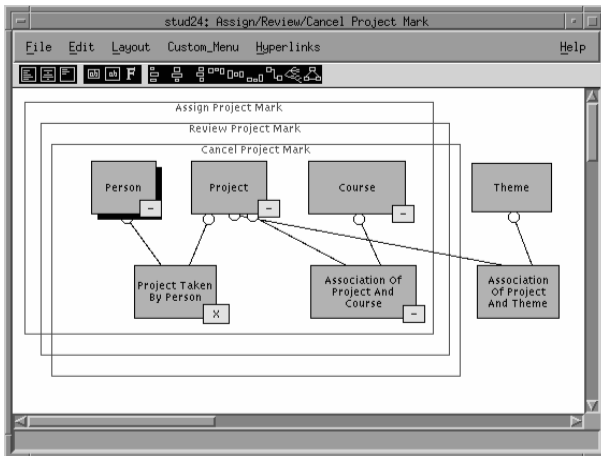 stud24: Assign/Review/Cancel Project Mark
File Edit Layout Custom_Menu Hyperlinks Help
ab ab F
Assign Project Mark
Review Project Mark
Cancel Project Mark
Person Project Course Theme
- - -
Project Taken
By Person
X
Association Of
Project And
Course
-
Association
Of Project
And Theme